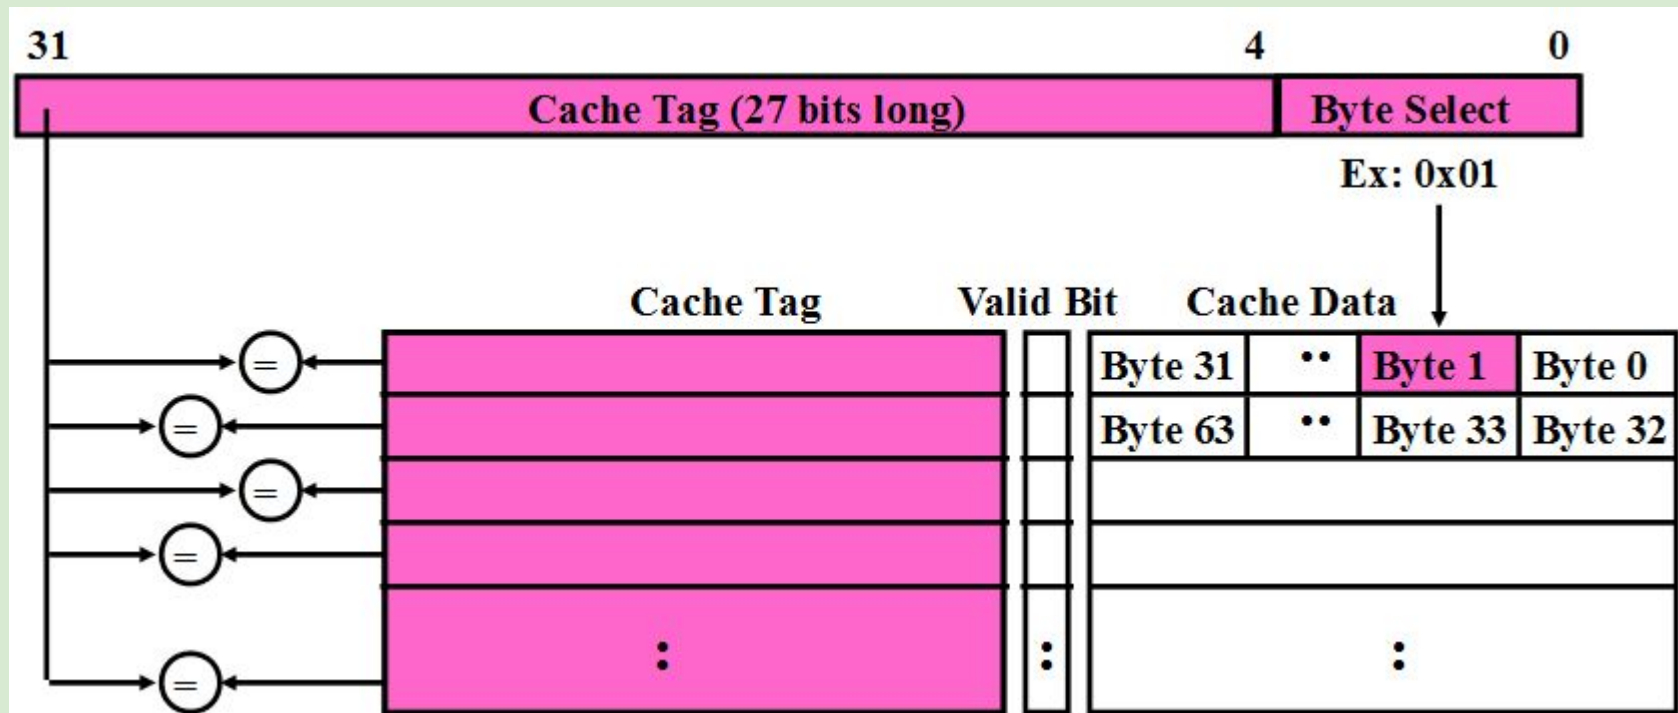 31 4 0
Cache Tag (27 bits long) Byte Select
Ex: 0x01
Cache Tag Valid Bit Cache Data
= Byte 31 •• Byte 1 Byte 0
= Byte 63 •• Byte 33 Byte 32
=
=
: : :
=